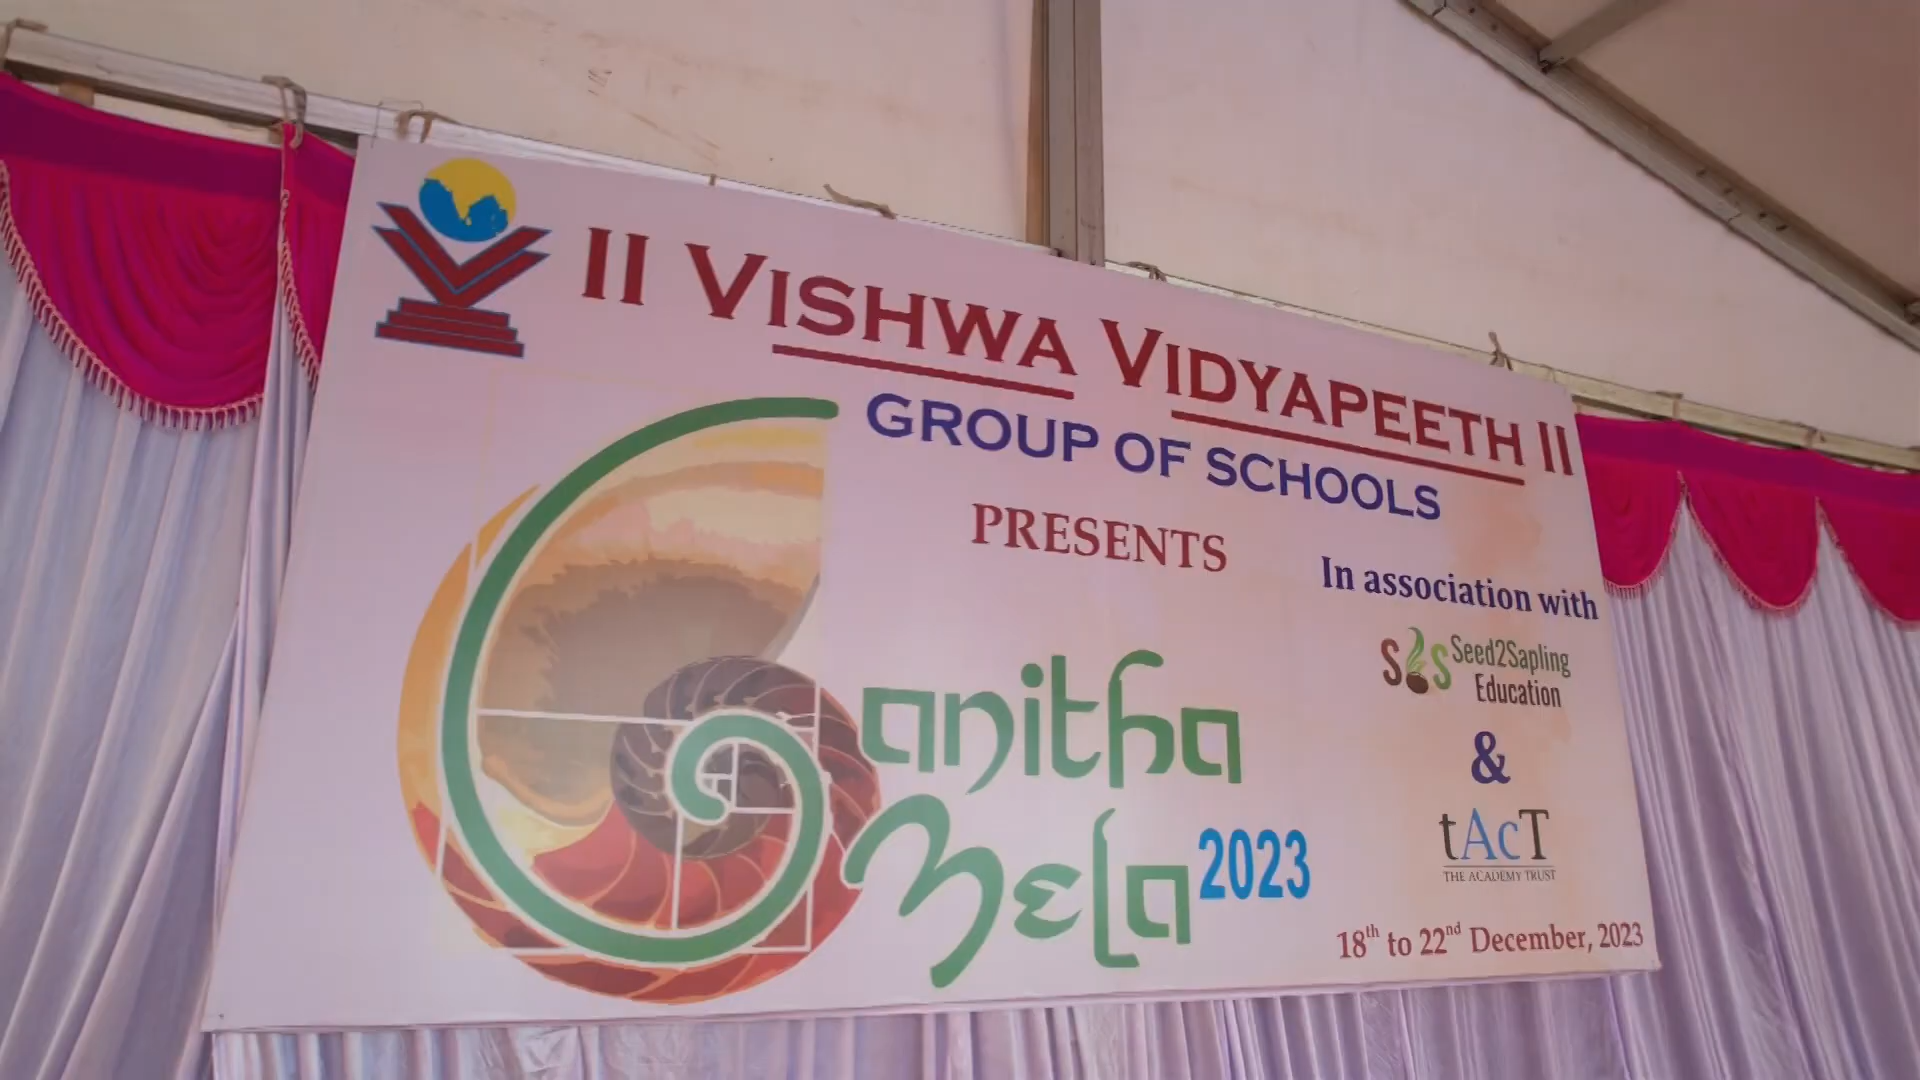 II VISHWA VIDYAPEETH II
GROUP OF SCHOOLS
PRESENTS
In association with
S2S Seed2Sapling
Education
&
tAcT
THE ACADEMY TRUST
Ganitha
Mela 2023
18th to 22nd December, 2023